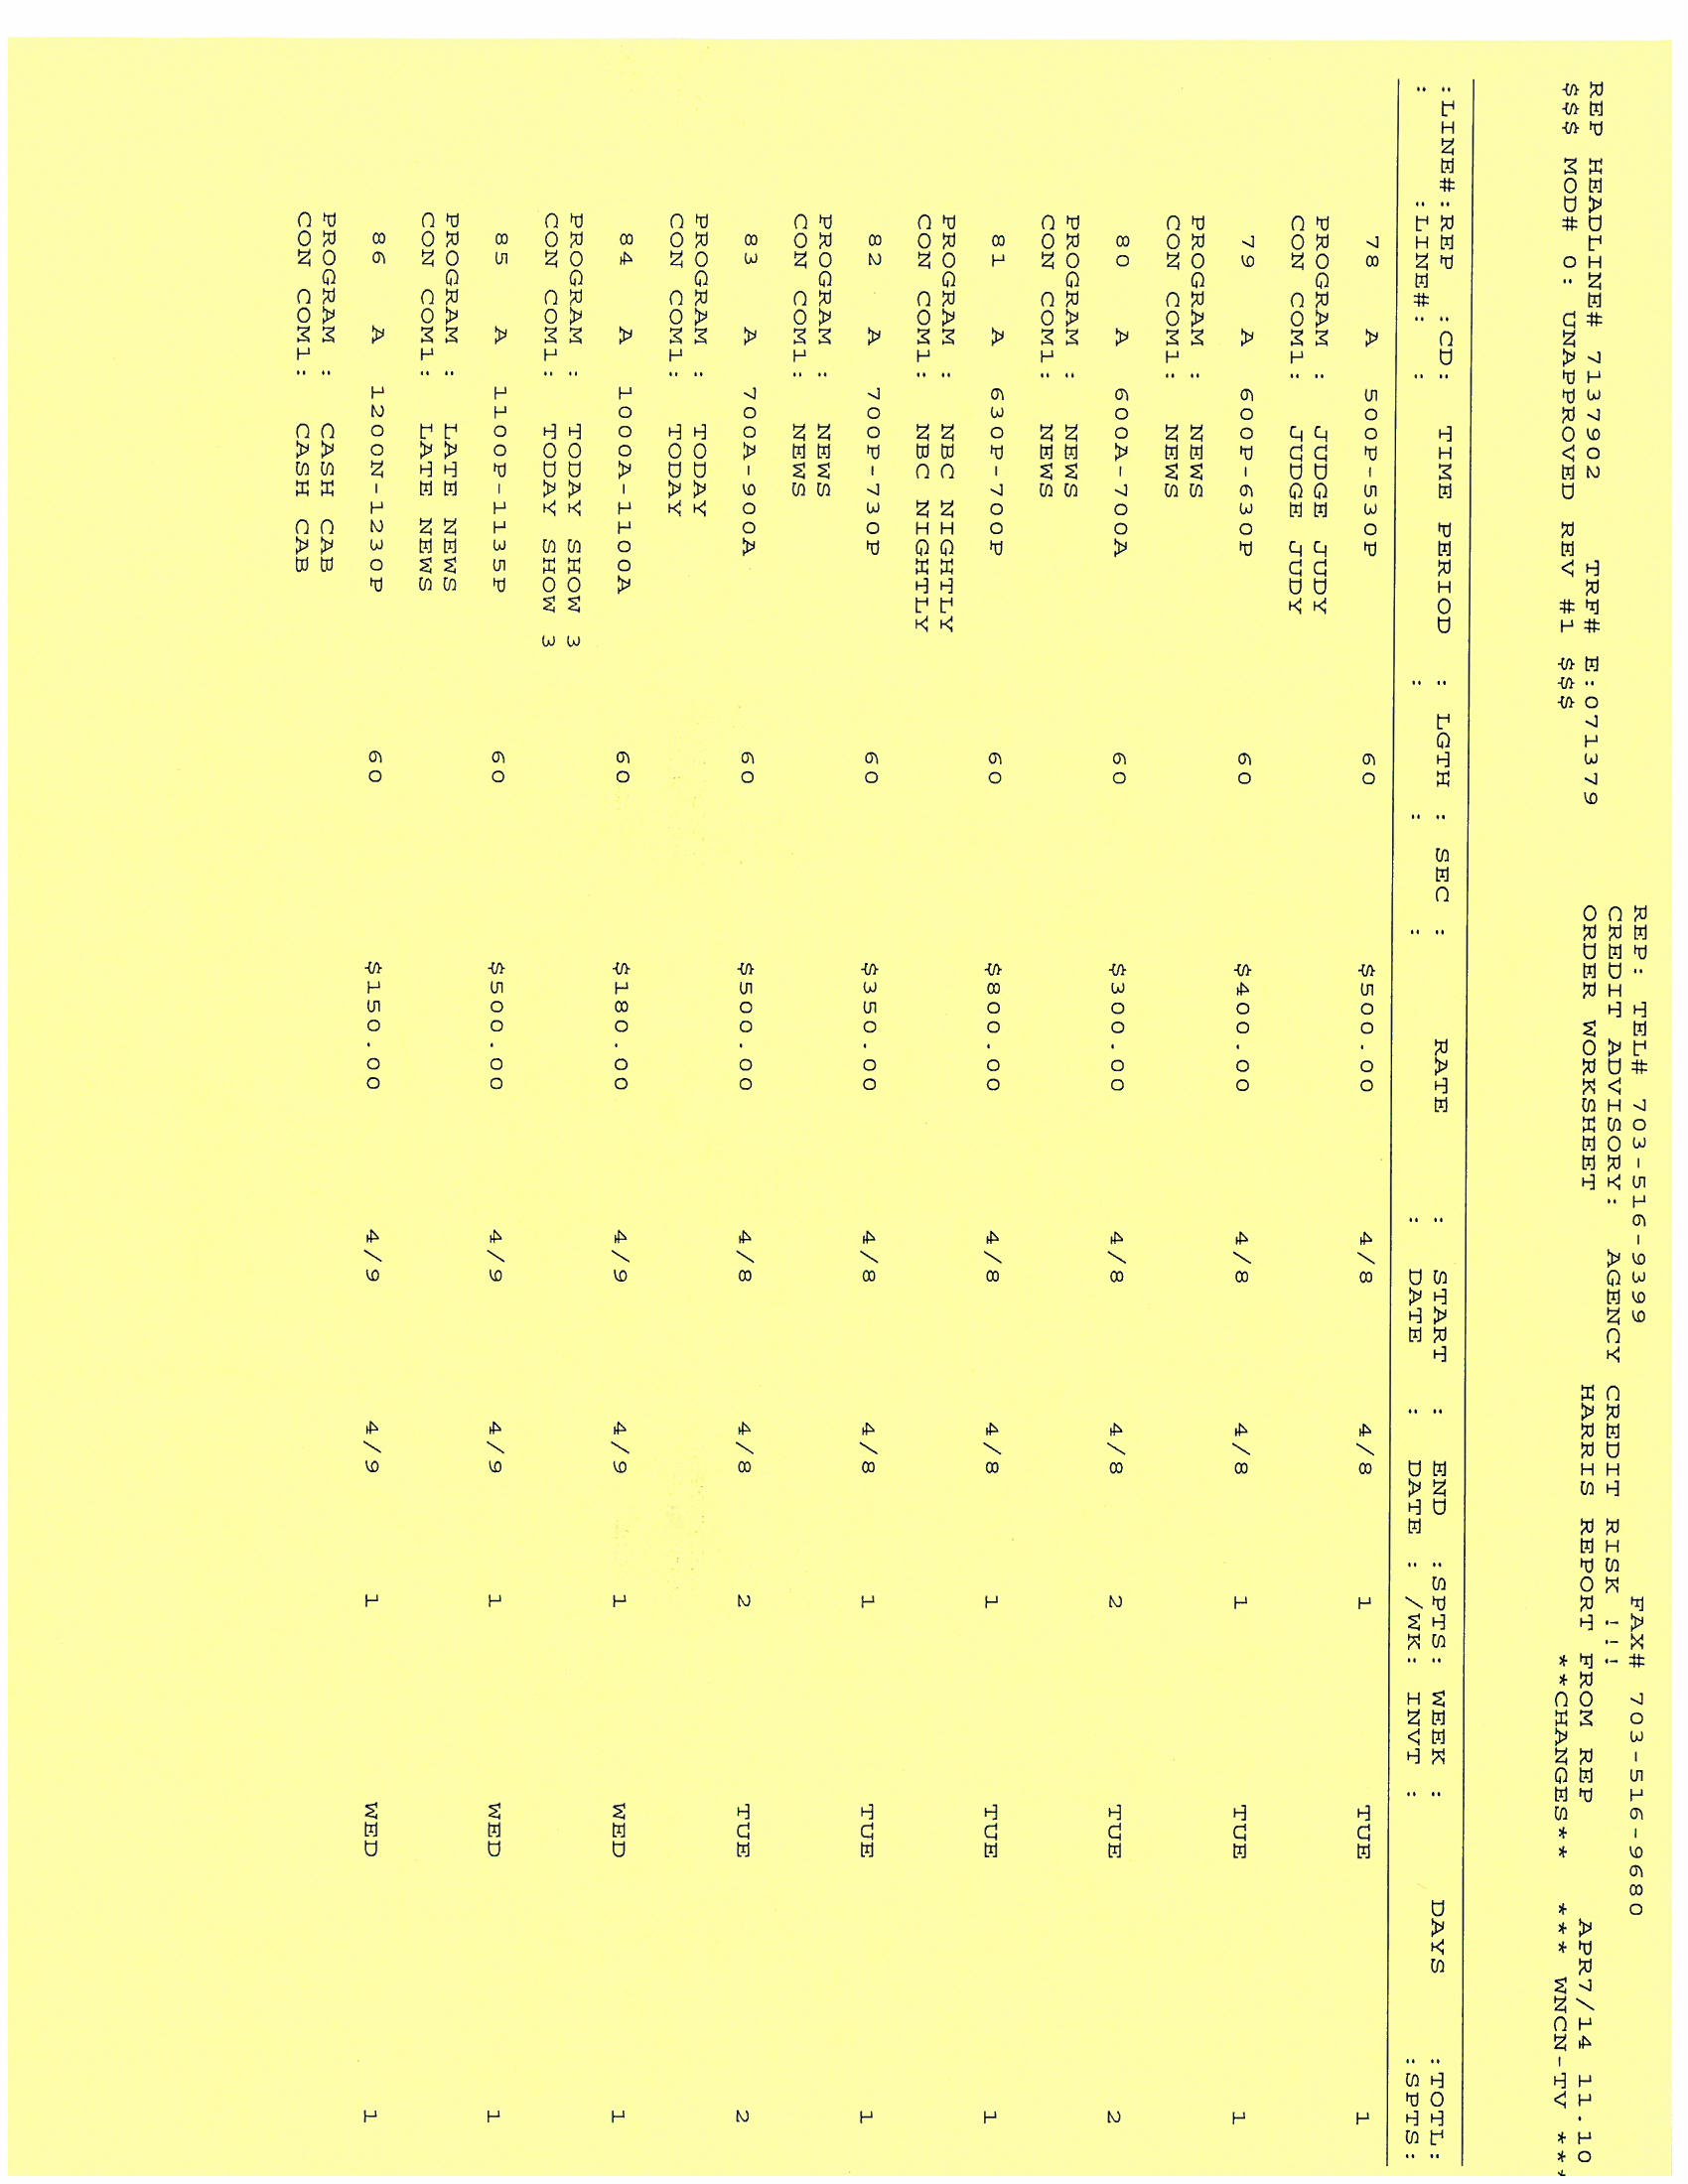 REP: TEL# 703-516-9399 FAX# 703-516-9680
CREDIT ADVISORY: AGENCY CREDIT RISK !!!
REP HEADLINE# 7137902 TRF# E:071379 ORDER WORKSHEET HARRIS REPORT FROM REP APR7/14 11.10
$$$ MOD# 0: UNAPPROVED REV #1 $$$ **CHANGES** *** WNCN-TV ***
:LINE#:REP :CD: TIME PERIOD : LGTH : SEC : RATE : START : END :SPTS: WEEK : DAYS :TOTL:
: :LINE#: : : : : : DATE : DATE : /WK: INVT : :SPTS:
78 A 500P-530P 60 $500.00 4/8 4/8 1 TUE 1
PROGRAM : JUDGE JUDY
CON COM1: JUDGE JUDY
79 A 600P-630P 60 $400.00 4/8 4/8 1 TUE 1
PROGRAM : NEWS
CON COM1: NEWS
80 A 600A-700A 60 $300.00 4/8 4/8 2 TUE 2
PROGRAM : NEWS
CON COM1: NEWS
81 A 630P-700P 60 $800.00 4/8 4/8 1 TUE 1
PROGRAM : NBC NIGHTLY
CON COM1: NBC NIGHTLY
82 A 700P-730P 60 $350.00 4/8 4/8 1 TUE 1
PROGRAM : NEWS
CON COM1: NEWS
83 A 700A-900A 60 $500.00 4/8 4/8 2 TUE 2
PROGRAM : TODAY
CON COM1: TODAY
84 A 1000A-1100A 60 $180.00 4/9 4/9 1 WED 1
PROGRAM : TODAY SHOW 3
CON COM1: TODAY SHOW 3
85 A 1100P-1135P 60 $500.00 4/9 4/9 1 WED 1
PROGRAM : LATE NEWS
CON COM1: LATE NEWS
86 A 1200N-1230P 60 $150.00 4/9 4/9 1 WED 1
PROGRAM : CASH CAB
CON COM1: CASH CAB